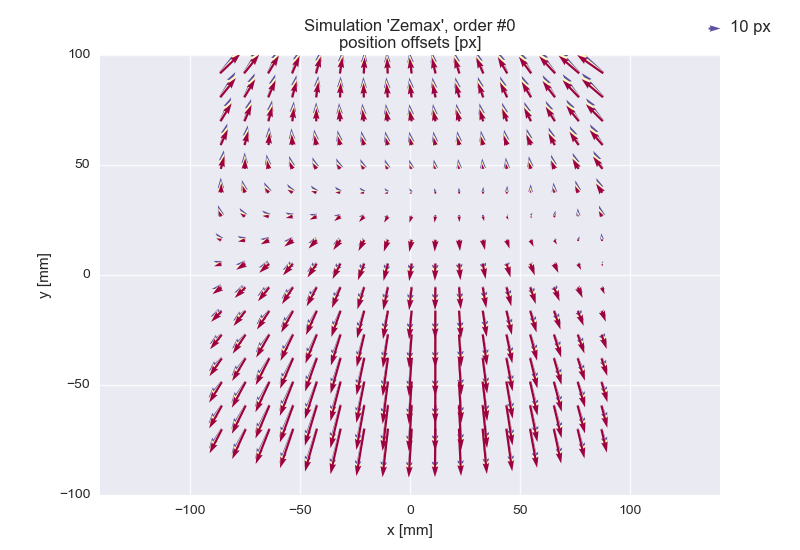 Simulation 'Zemax', order #0
position offsets [px]
10 px
100
50
0
−50
−100
y [mm]
−100
−50
0
50
100
x [mm]